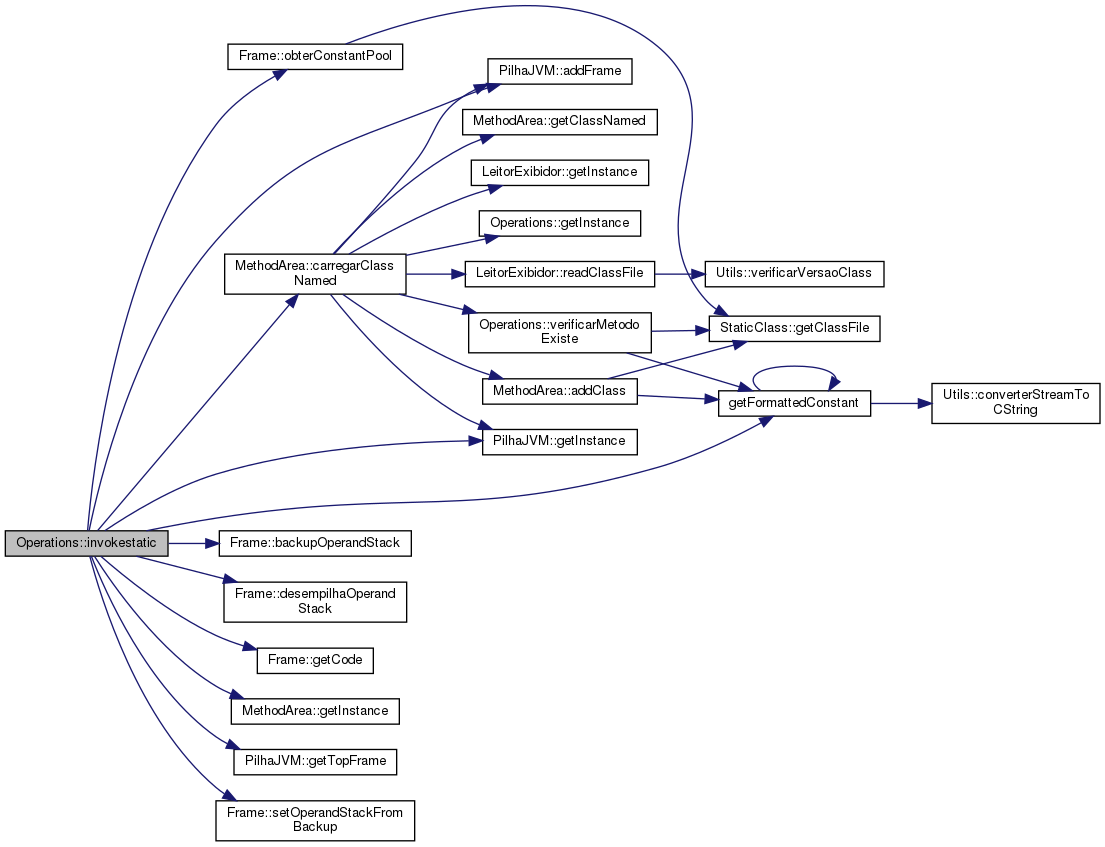 Frame::obterConstantPool
PilhaJVM::addFrame
MethodArea::getClassNamed
LeitorExibidor::getInstance
Operations::getInstance
MethodArea::carregarClass
Named
LeitorExibidor::readClassFile
Utils::verificarVersaoClass
Operations::verificarMetodo
Existe
StaticClass::getClassFile
MethodArea::addClass
getFormattedConstant
Utils::converterStreamTo
CString
PilhaJVM::getInstance
Operations::invokestatic
Frame::backupOperandStack
Frame::desempilhaOperand
Stack
Frame::getCode
MethodArea::getInstance
PilhaJVM::getTopFrame
Frame::setOperandStackFrom
Backup